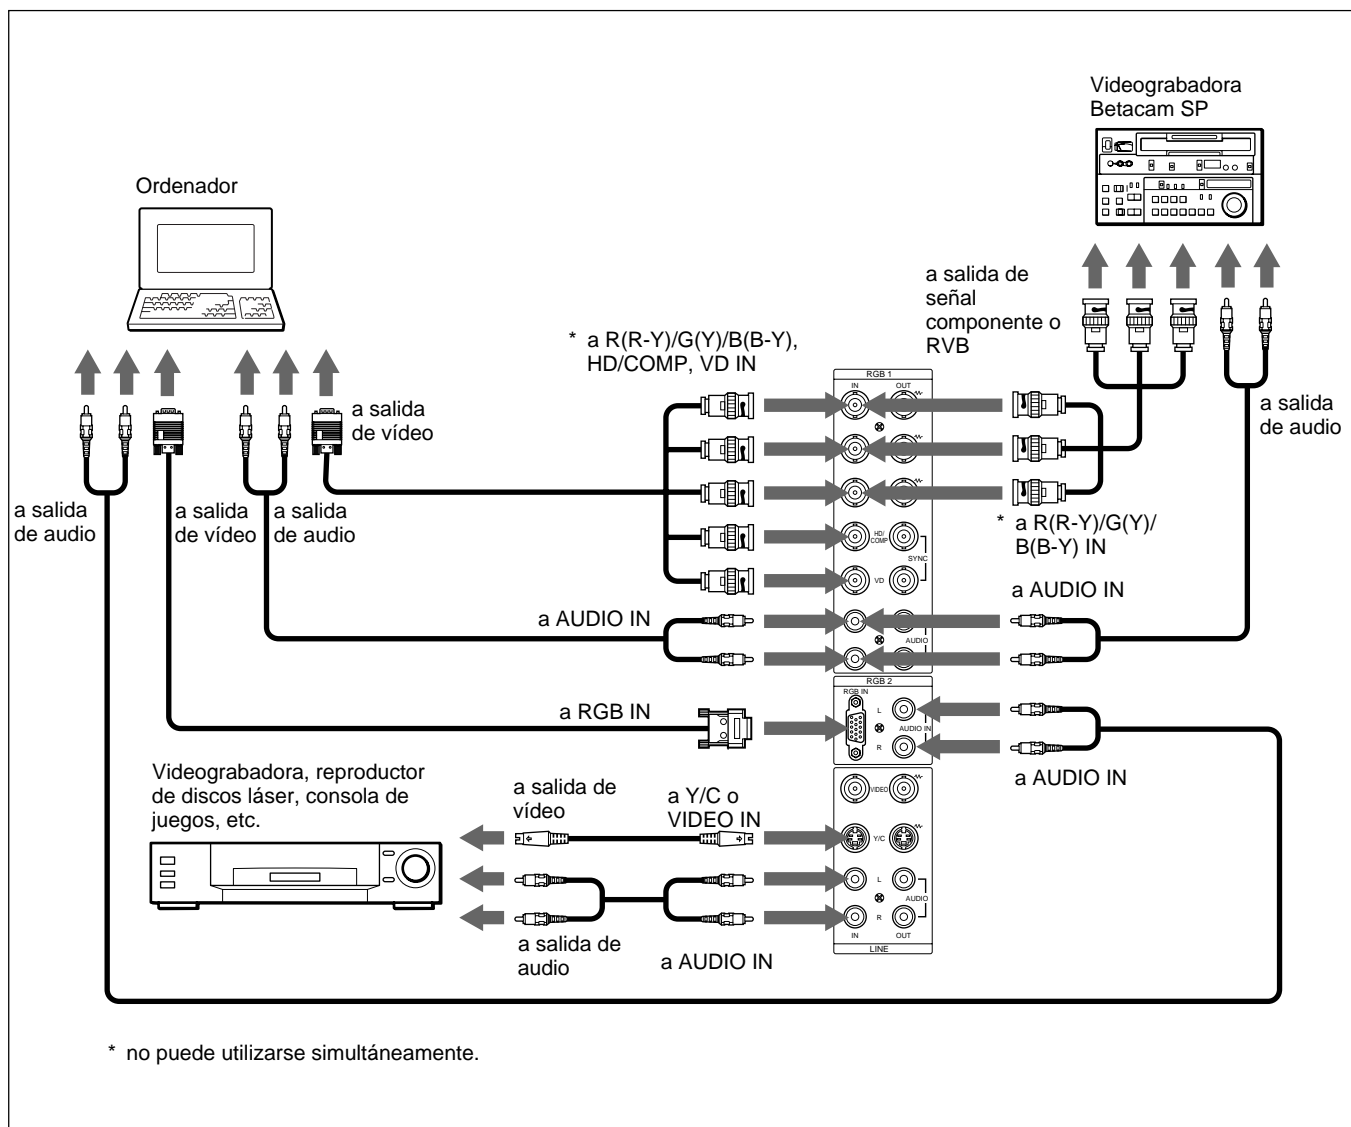 Videograbadora
Betacam SP
Ordenador
a salida de
señal
componente o
RVB
* a R(R-Y)/G(Y)/B(B-Y),
HD/COMP, VD IN
RGB 1
IN
OUT
a salida
de vídeo
a salida
de audio
a salida
de audio
a salida
de vídeo
a salida
de audio
* a R(R-Y)/G(Y)/
B(B-Y) IN
HD/
COMP
SYNC
VD
a AUDIO IN
a AUDIO IN
AUDIO
RGB 2
RGB IN
L
AUDIO IN
R
a RGB IN
a AUDIO IN
Videograbadora, reproductor
de discos láser, consola de
juegos, etc.
a salida de
vídeo
a Y/C o
VIDEO IN
VIDEO
Y/C
L
AUDIO
R
IN
OUT
LINE
a salida de
audio
a AUDIO IN
* no puede utilizarse simultáneamente.